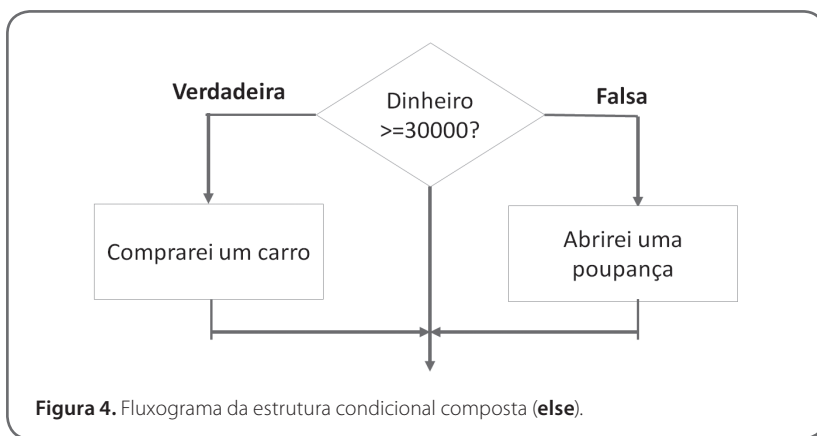 Verdadeira
Dinheiro
>=30000?
Falsa
Comprarei um carro
Abrirei uma
poupança
Figura 4. Fluxograma da estrutura condicional composta (else).